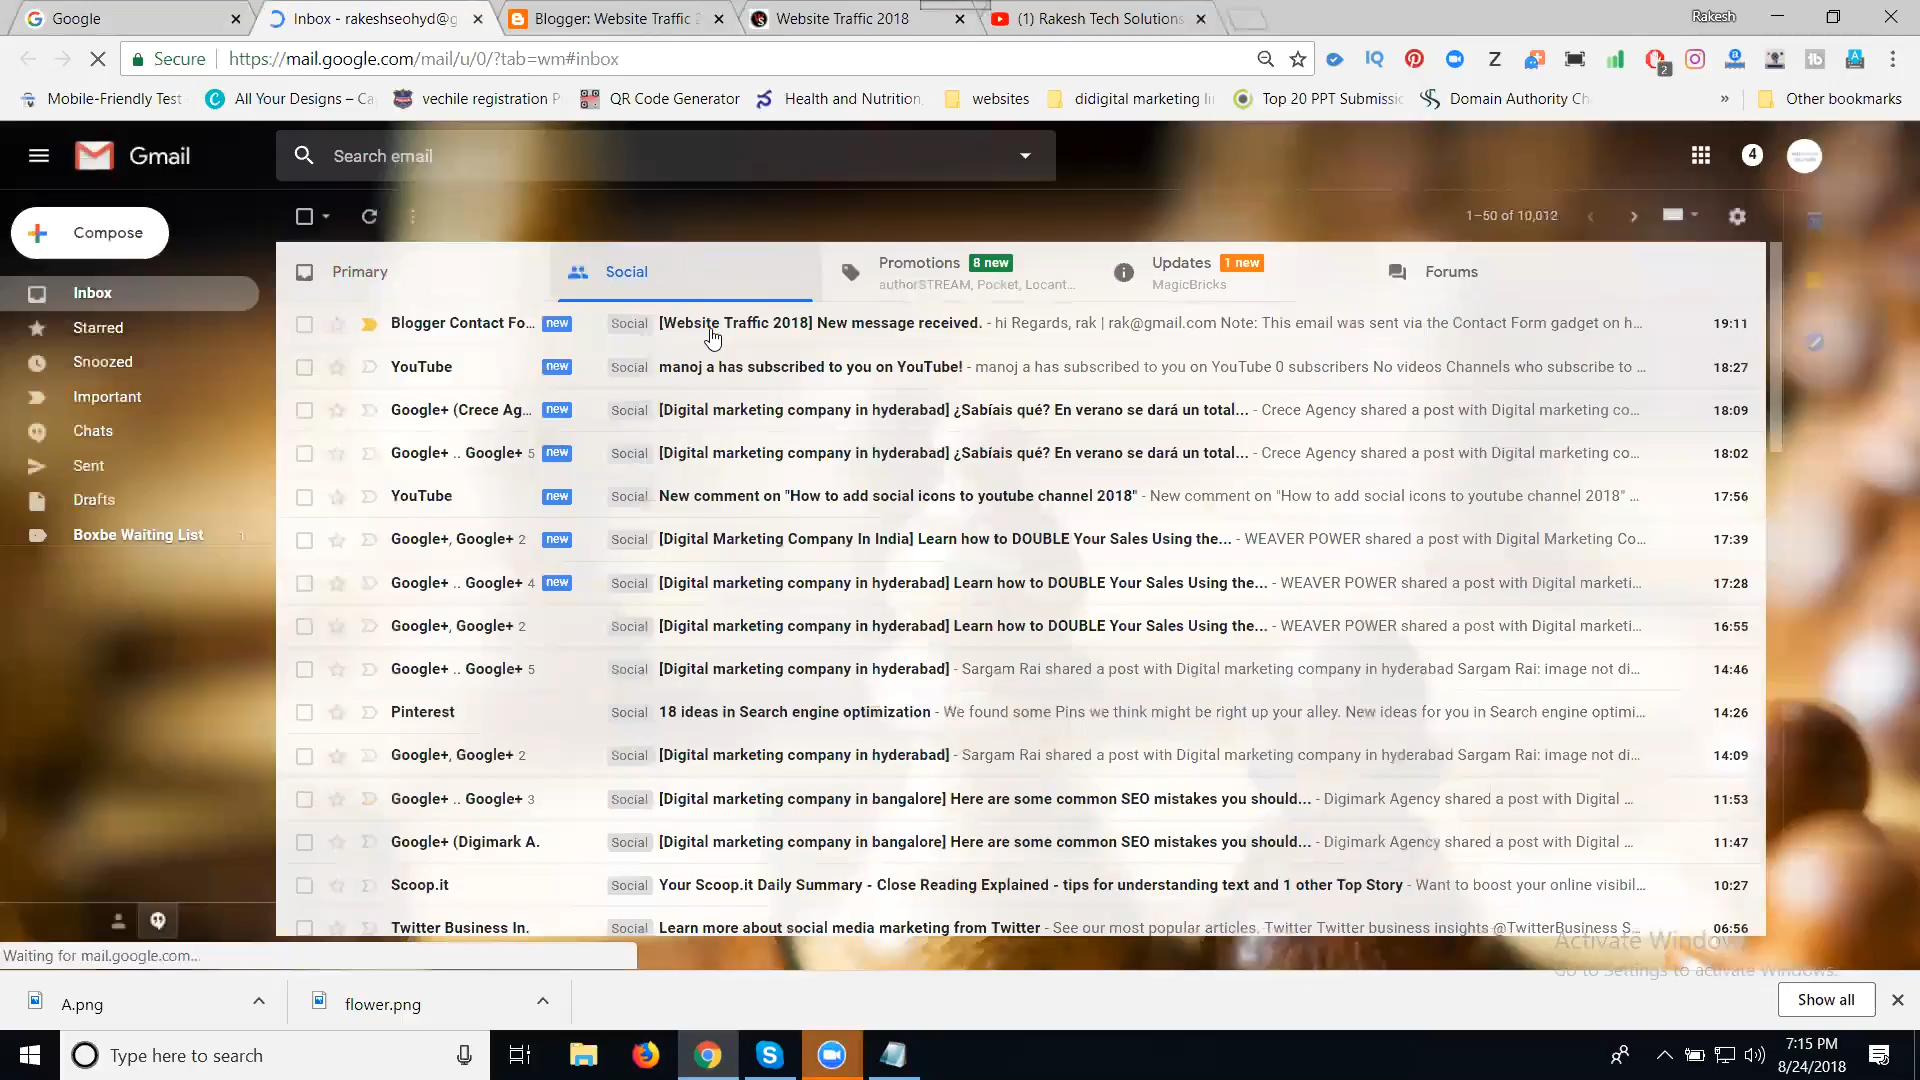 Google
Inbox - rakeshseohyd@g
Blogger: Website Traffic 2
Website Traffic 2018
(1) Rakesh Tech Solutions
Rakesh
Secure
https://mail.google.com/mail/u/0/?tab=wm#inbox
2
Mobile-Friendly Test
All Your Designs – Ca
vechile registration P
QR Code Generator
Health and Nutrition,
websites
didigital marketing li
Top 20 PPT Submissic
Domain Authority Ch
»
Other bookmarks
Gmail
Search email
4
Compose
1–50 of 10,012
Primary
Social
Promotions 8 new
authorSTREAM, Pocket, Locant...
Updates 1 new
MagicBricks
Forums
Inbox
Starred
Snoozed
Important
Chats
Sent
Drafts
Boxbe Waiting List 1
Blogger Contact Fo... new Social [Website Traffic 2018] New message received. - hi Regards, rak | rak@gmail.com Note: This email was sent via the Contact Form gadget on h... 19:11
YouTube new Social manoj a has subscribed to you on YouTube! - manoj a has subscribed to you on YouTube 0 subscribers No videos Channels who subscribe to ... 18:27
Google+ (Crece Ag... new Social [Digital marketing company in hyderabad] ¿Sabíais qué? En verano se dará un total... - Crece Agency shared a post with Digital marketing co... 18:09
Google+ .. Google+ 5 new Social [Digital marketing company in hyderabad] ¿Sabíais qué? En verano se dará un total... - Crece Agency shared a post with Digital marketing co... 18:02
YouTube new Social New comment on "How to add social icons to youtube channel 2018" - New comment on "How to add social icons to youtube channel 2018" ... 17:56
Google+, Google+ 2 new Social [Digital Marketing Company In India] Learn how to DOUBLE Your Sales Using the... - WEAVER POWER shared a post with Digital Marketing Co... 17:39
Google+ .. Google+ 4 new Social [Digital marketing company in hyderabad] Learn how to DOUBLE Your Sales Using the... - WEAVER POWER shared a post with Digital marketi... 17:28
Google+, Google+ 2 Social [Digital marketing company in hyderabad] Learn how to DOUBLE Your Sales Using the... - WEAVER POWER shared a post with Digital marketi... 16:55
Google+ .. Google+ 5 Social [Digital marketing company in hyderabad] - Sargam Rai shared a post with Digital marketing company in hyderabad Sargam Rai: image not di... 14:46
Pinterest Social 18 ideas in Search engine optimization - We found some Pins we think might be right up your alley. New ideas for you in Search engine optimi... 14:26
Google+, Google+ 2 Social [Digital marketing company in hyderabad] - Sargam Rai shared a post with Digital marketing company in hyderabad Sargam Rai: image not di... 14:09
Google+ .. Google+ 3 Social [Digital marketing company in bangalore] Here are some common SEO mistakes you should... - Digimark Agency shared a post with Digital ... 11:53
Google+ (Digimark A. Social [Digital marketing company in bangalore] Here are some common SEO mistakes you should... - Digimark Agency shared a post with Digital ... 11:47
Scoop.it Social Your Scoop.it Daily Summary - Close Reading Explained - tips for understanding text and 1 other Top Story - Want to boost your online visibil... 10:27
Twitter Business In. Social Learn more about social media marketing from Twitter - See our most popular articles. Twitter Twitter business insights @TwitterBusiness S... 06:56
Activate Windows
Go to Settings to activate Windows.
Waiting for mail.google.com...
A.png
flower.png
Show all
Type here to search
7:15 PM
8/24/2018